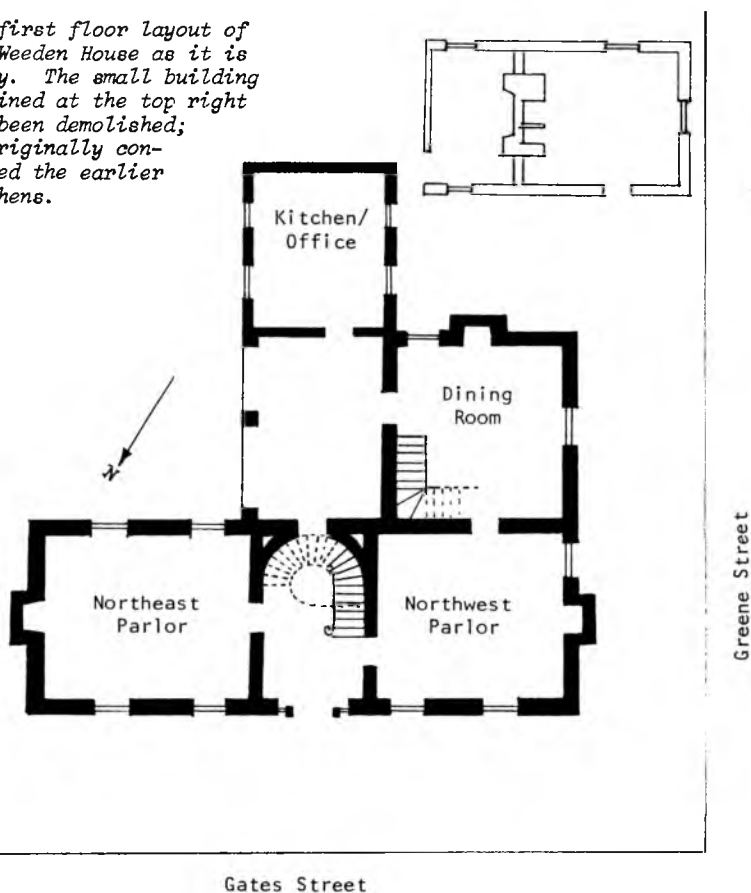 first floor layout of
Weeden House as it is
y. The small building
ined at the top right
been demolished;
riginally con-
ed the earlier
hens.
Kitchen/
Office
Dining
Room
N
Northeast
Parlor
Northwest
Parlor
Greene Street
Gates Street